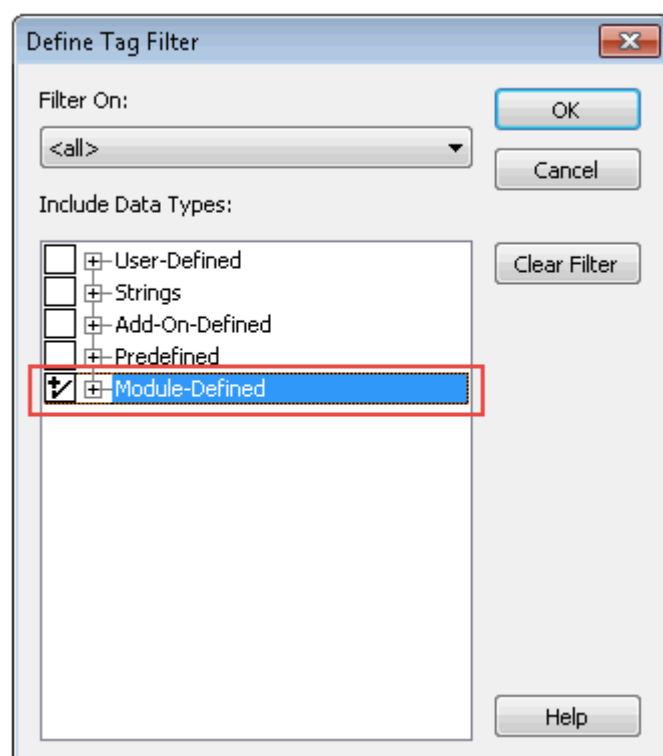 Define Tag Filter
Filter On:
OK
<all>
Cancel
Include Data Types:
User-Defined
Clear Filter
Strings
Add-On-Defined
Predefined
Module-Defined
Help